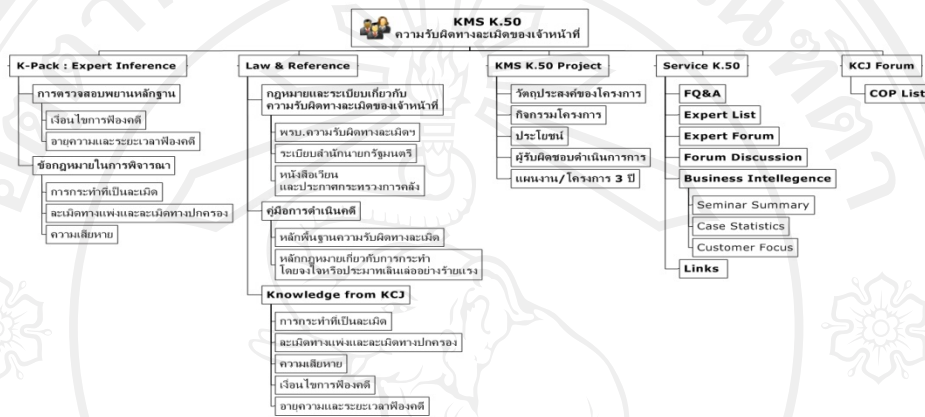 KMS K.50
ความรับผิดทางละเมิดของเจ้าหน้าที่
K-Pack : Expert Inference
การตรวจสอบพยานหลักฐาน
เงื่อนไขการฟ้องคดี
อายุความและระยะเวลาฟ้องคดี
ข้อกฎหมายในการพิจารณา
การกระทำที่เป็นละเมิด
ละเมิดทางแพ่งและละเมิดทางปกครอง
ความเสียหาย
Law & Reference
กฎหมายและระเบียบเกี่ยวกับ
ความรับผิดทางละเมิดของเจ้าหน้าที่
พรบ.ความรับผิดทางละเมิดฯ
ระเบียบสำนักนายกรัฐมนตรี
หนังสือเวียน
และประกาศกระทรวงการคลัง
คู่มือการดำเนินคดี
หลักพื้นฐานความรับผิดทางละเมิด
หลักกฎหมายเกี่ยวกับการกระทำ
โดยจงใจหรือประมาทเลินเล่ออย่างร้ายแรง
Knowledge from KCJ
การกระทำที่เป็นละเมิด
ละเมิดทางแพ่งและละเมิดทางปกครอง
ความเสียหาย
เงื่อนไขการฟ้องคดี
อายุความและระยะเวลาฟ้องคดี
KMS K.50 Project
วัตถุประสงค์ของโครงการ
กิจกรรมโครงการ
ประโยชน์
ผู้รับผิดชอบดำเนินการการ
แผนงาน/โครงการ 3 ปี
Service K.50
FQ&A
Expert List
Expert Forum
Forum Discussion
Business Intellegence
Seminar Summary
Case Statistics
Customer Focus
Links
KCJ Forum
COP List